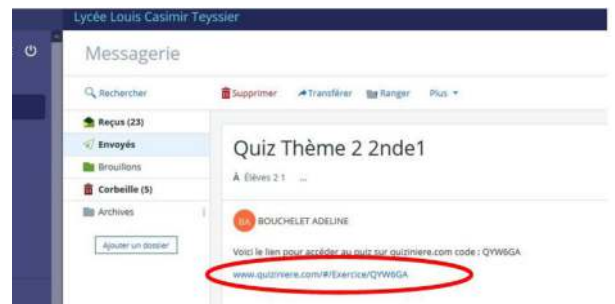 Lycée Louis Casimir Teyssier
Messagerie
Rechercher
Supprimer Transférer Ranger Plus
Reçus (23)
Envoyés
Brouillons
Corbeille (5)
Archives
Ajouter un dossier
Quiz Thème 2 2nde1
À Élèves 2 1 ...
BA BOUCHELET ADELINE
Voici le lien pour accéder au quiz sur quiziniere.com code : QYW6GA
www.quiziniere.com/#/Exercice/QYW6GA